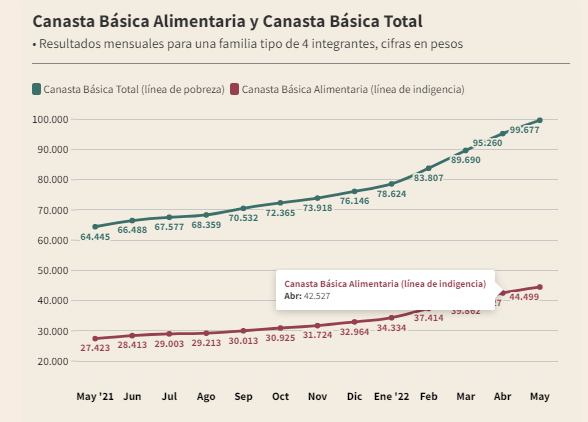 Canasta Básica Alimentaria y Canasta Básica Total
• Resultados mensuales para una familia tipo de 4 integrantes, cifras en pesos
Canasta Básica Total (línea de pobreza) Canasta Básica Alimentaria (línea de indigencia)
100.000
90.000
80.000
70.000
60.000
50.000
40.000
30.000
20.000
64.445 66.488 67.577 68.359 70.532 72.365 73.918 76.146 78.624 83.807 89.690 95.260 99.677
Canasta Básica Alimentaria (línea de indigencia)
Abr: 42.527
27.423 28.413 29.003 29.213 30.013 30.925 31.724 32.964 34.334 37.414 39.862 27 44.499
May '21 Jun Jul Ago Sep Oct Nov Dic Ene '22 Feb Mar Abr May